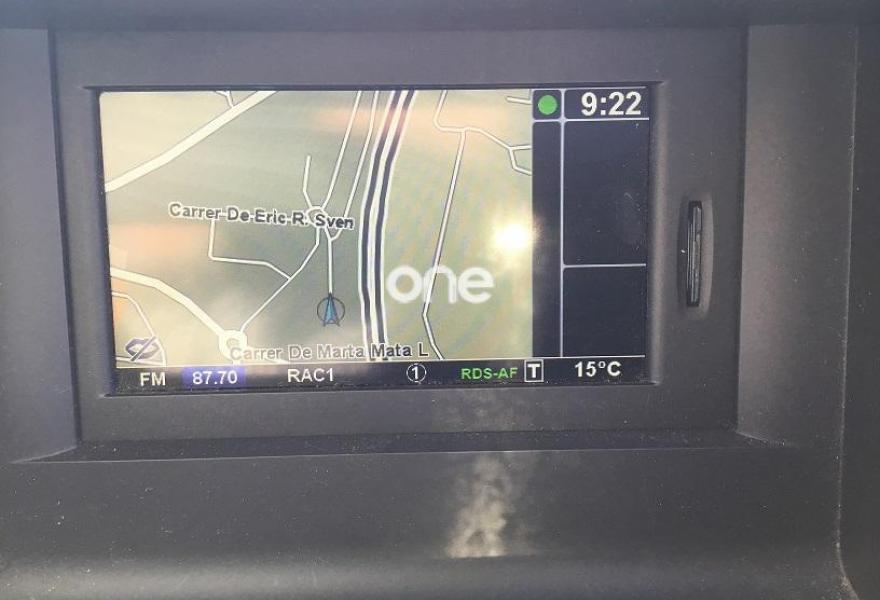 9:22
Carrer De Eric R. Sven
one
Carrer De Marta Mata L
FM 87.70 RAC1 1 RDS-AF T 15°C